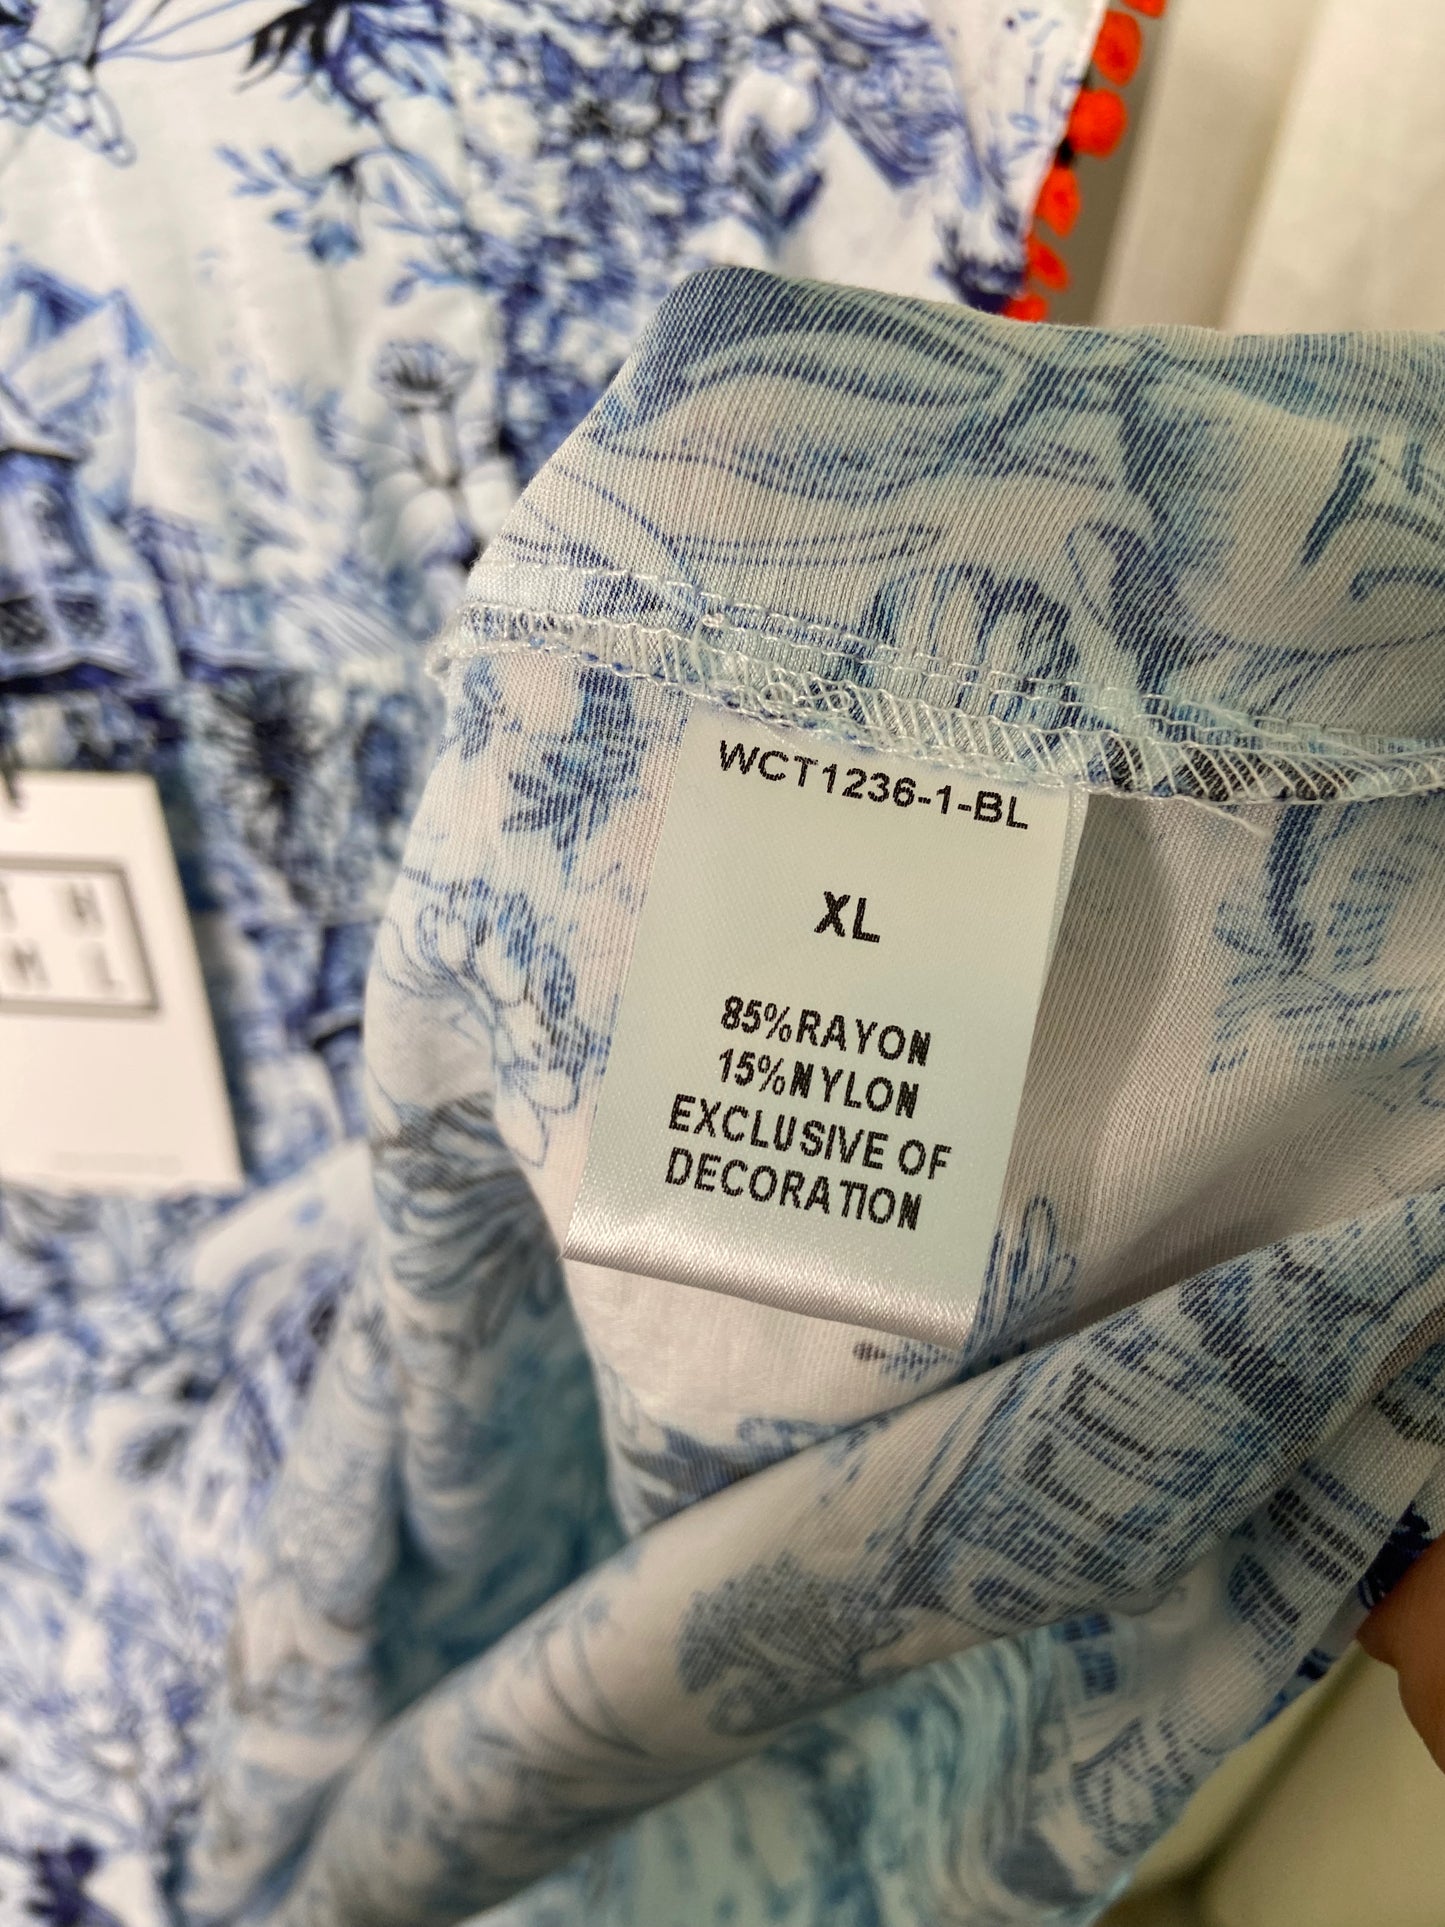 WCT1236-1-BL
XL
85%RAYON
15%NYLON
EXCLUSIVE OF
DECORATION